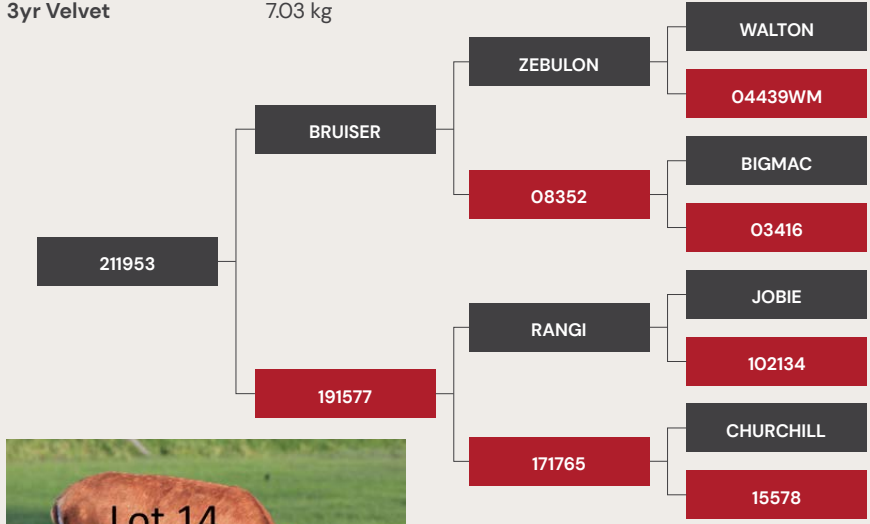 3yr Velvet 7.03 kg
WALTON
ZEBULON
04439WM
BRUISER
BIGMAC
08352
03416
211953
JOBIE
RANGI
102134
191577
CHURCHILL
171765
15578
Lot 14